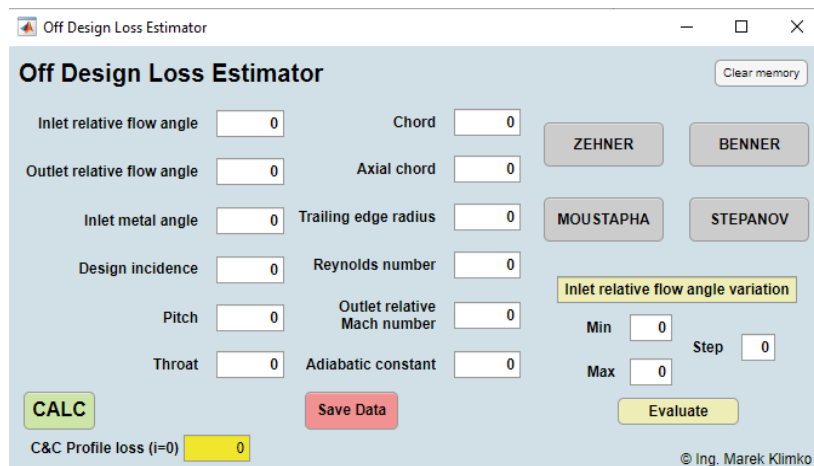 Off Design Loss Estimator
Off Design Loss Estimator
Clear memory
Inlet relative flow angle 0
Outlet relative flow angle 0
Inlet metal angle 0
Design incidence 0
Pitch 0
Throat 0
Chord 0
Axial chord 0
Trailing edge radius 0
Reynolds number 0
Outlet relative
Mach number 0
Adiabatic constant 0
ZEHNER BENNER
MOUSTAPHA STEPANOV
Inlet relative flow angle variation
Min 0
Max 0
Step 0
Evaluate
CALC
Save Data
C&C Profile loss (i=0) 0
© Ing. Marek Klimko